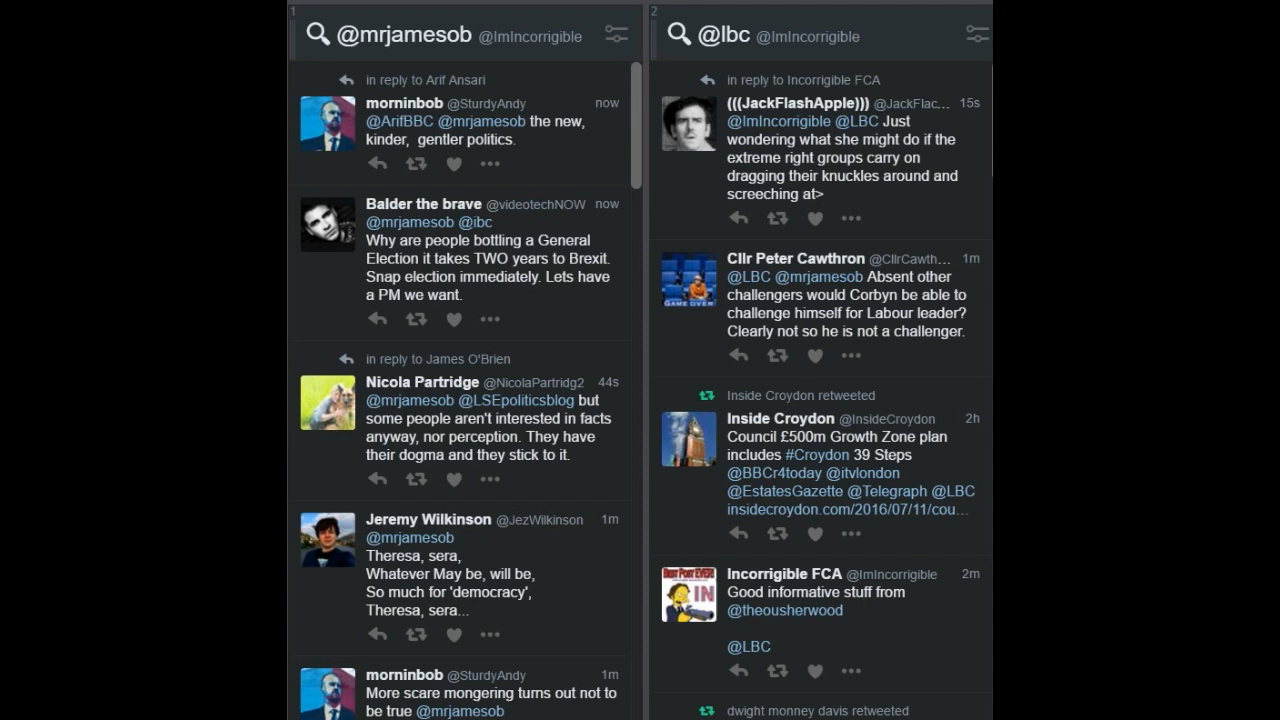 1
@mrjamesob @ImIncorrigible
in reply to Arif Ansari
morninbob @SturdyAndy now
@ArifBBC @mrjamesob the new,
kinder, gentler politics.
Balder the brave @videotechNOW now
@mrjamesob @ibc
Why are people bottling a General
Election it takes TWO years to Brexit.
Snap election immediately. Lets have
a PM we want.
in reply to James O'Brien
Nicola Partridge @NicolaPartridg2 44s
@mrjamesob @LSEpoliticsblog but
some people aren't interested in facts
anyway, nor perception. They have
their dogma and they stick to it.
Jeremy Wilkinson @JezWilkinson 1m
@mrjamesob
Theresa, sera,
Whatever May be, will be,
So much for 'democracy',
Theresa, sera...
morninbob @SturdyAndy 1m
More scare mongering turns out not to
be true @mrjamesob
2
@lbc @ImIncorrigible
in reply to Incorrigible FCA
(((JackFlashApple))) @JackFlac... 15s
@ImIncorrigible @LBC Just
wondering what she might do if the
extreme right groups carry on
dragging their knuckles around and
screeching at>
Cllr Peter Cawthron @CllrCawth... 1m
@LBC @mrjamesob Absent other
challengers would Corbyn be able to
challenge himself for Labour leader?
Clearly not so he is not a challenger.
GAME OVER
Inside Croydon retweeted
Inside Croydon @InsideCroydon 2h
Council £500m Growth Zone plan
includes #Croydon 39 Steps
@BBCr4today @itvlondon
@EstatesGazette @Telegraph @LBC
insidecroydon.com/2016/07/11/cou...
BEST POST EVER!
IN
Incorrigible FCA @ImIncorrigible 2m
Good informative stuff from
@theousherwood
@LBC
dwight monney davis retweeted